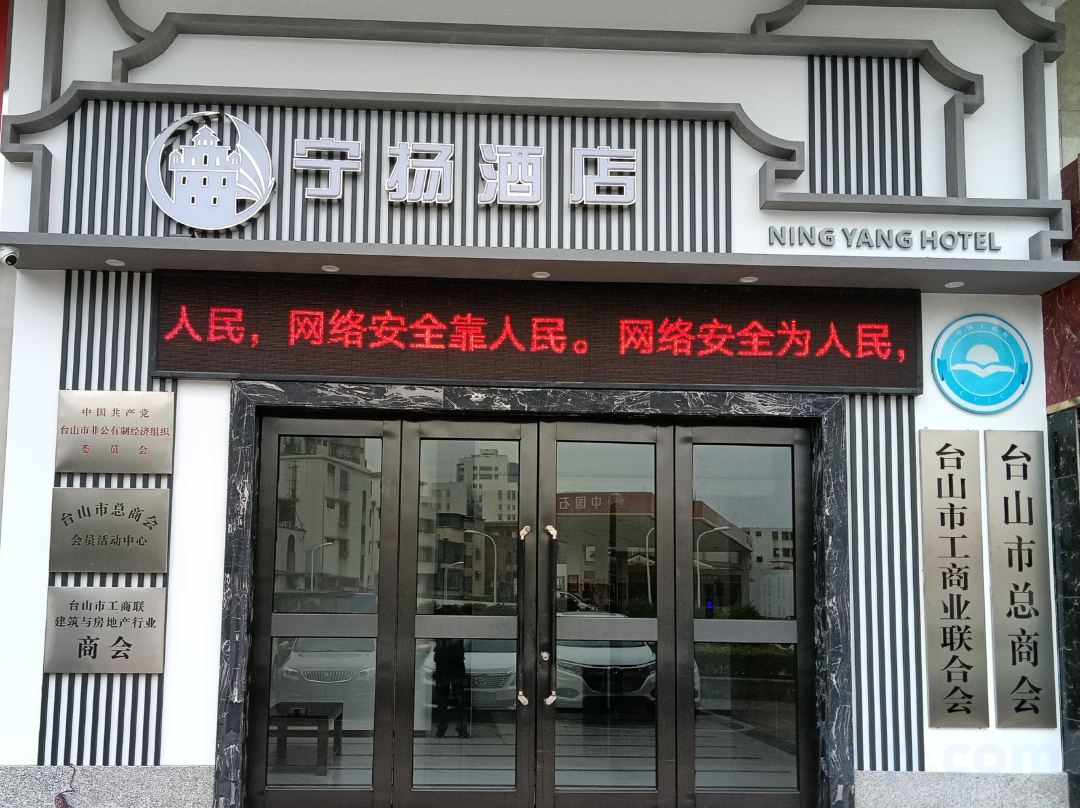 宁扬酒店
NING YANG HOTEL
人民，网络安全靠人民。网络安全为人民，
中国共产党
台山市非公有制经济组织
委员会
台山市总商会
会员活动中心
台山市工商联
建筑与房地产行业
商会
台山市工商业联合会
台山市总商会
中国石
.com